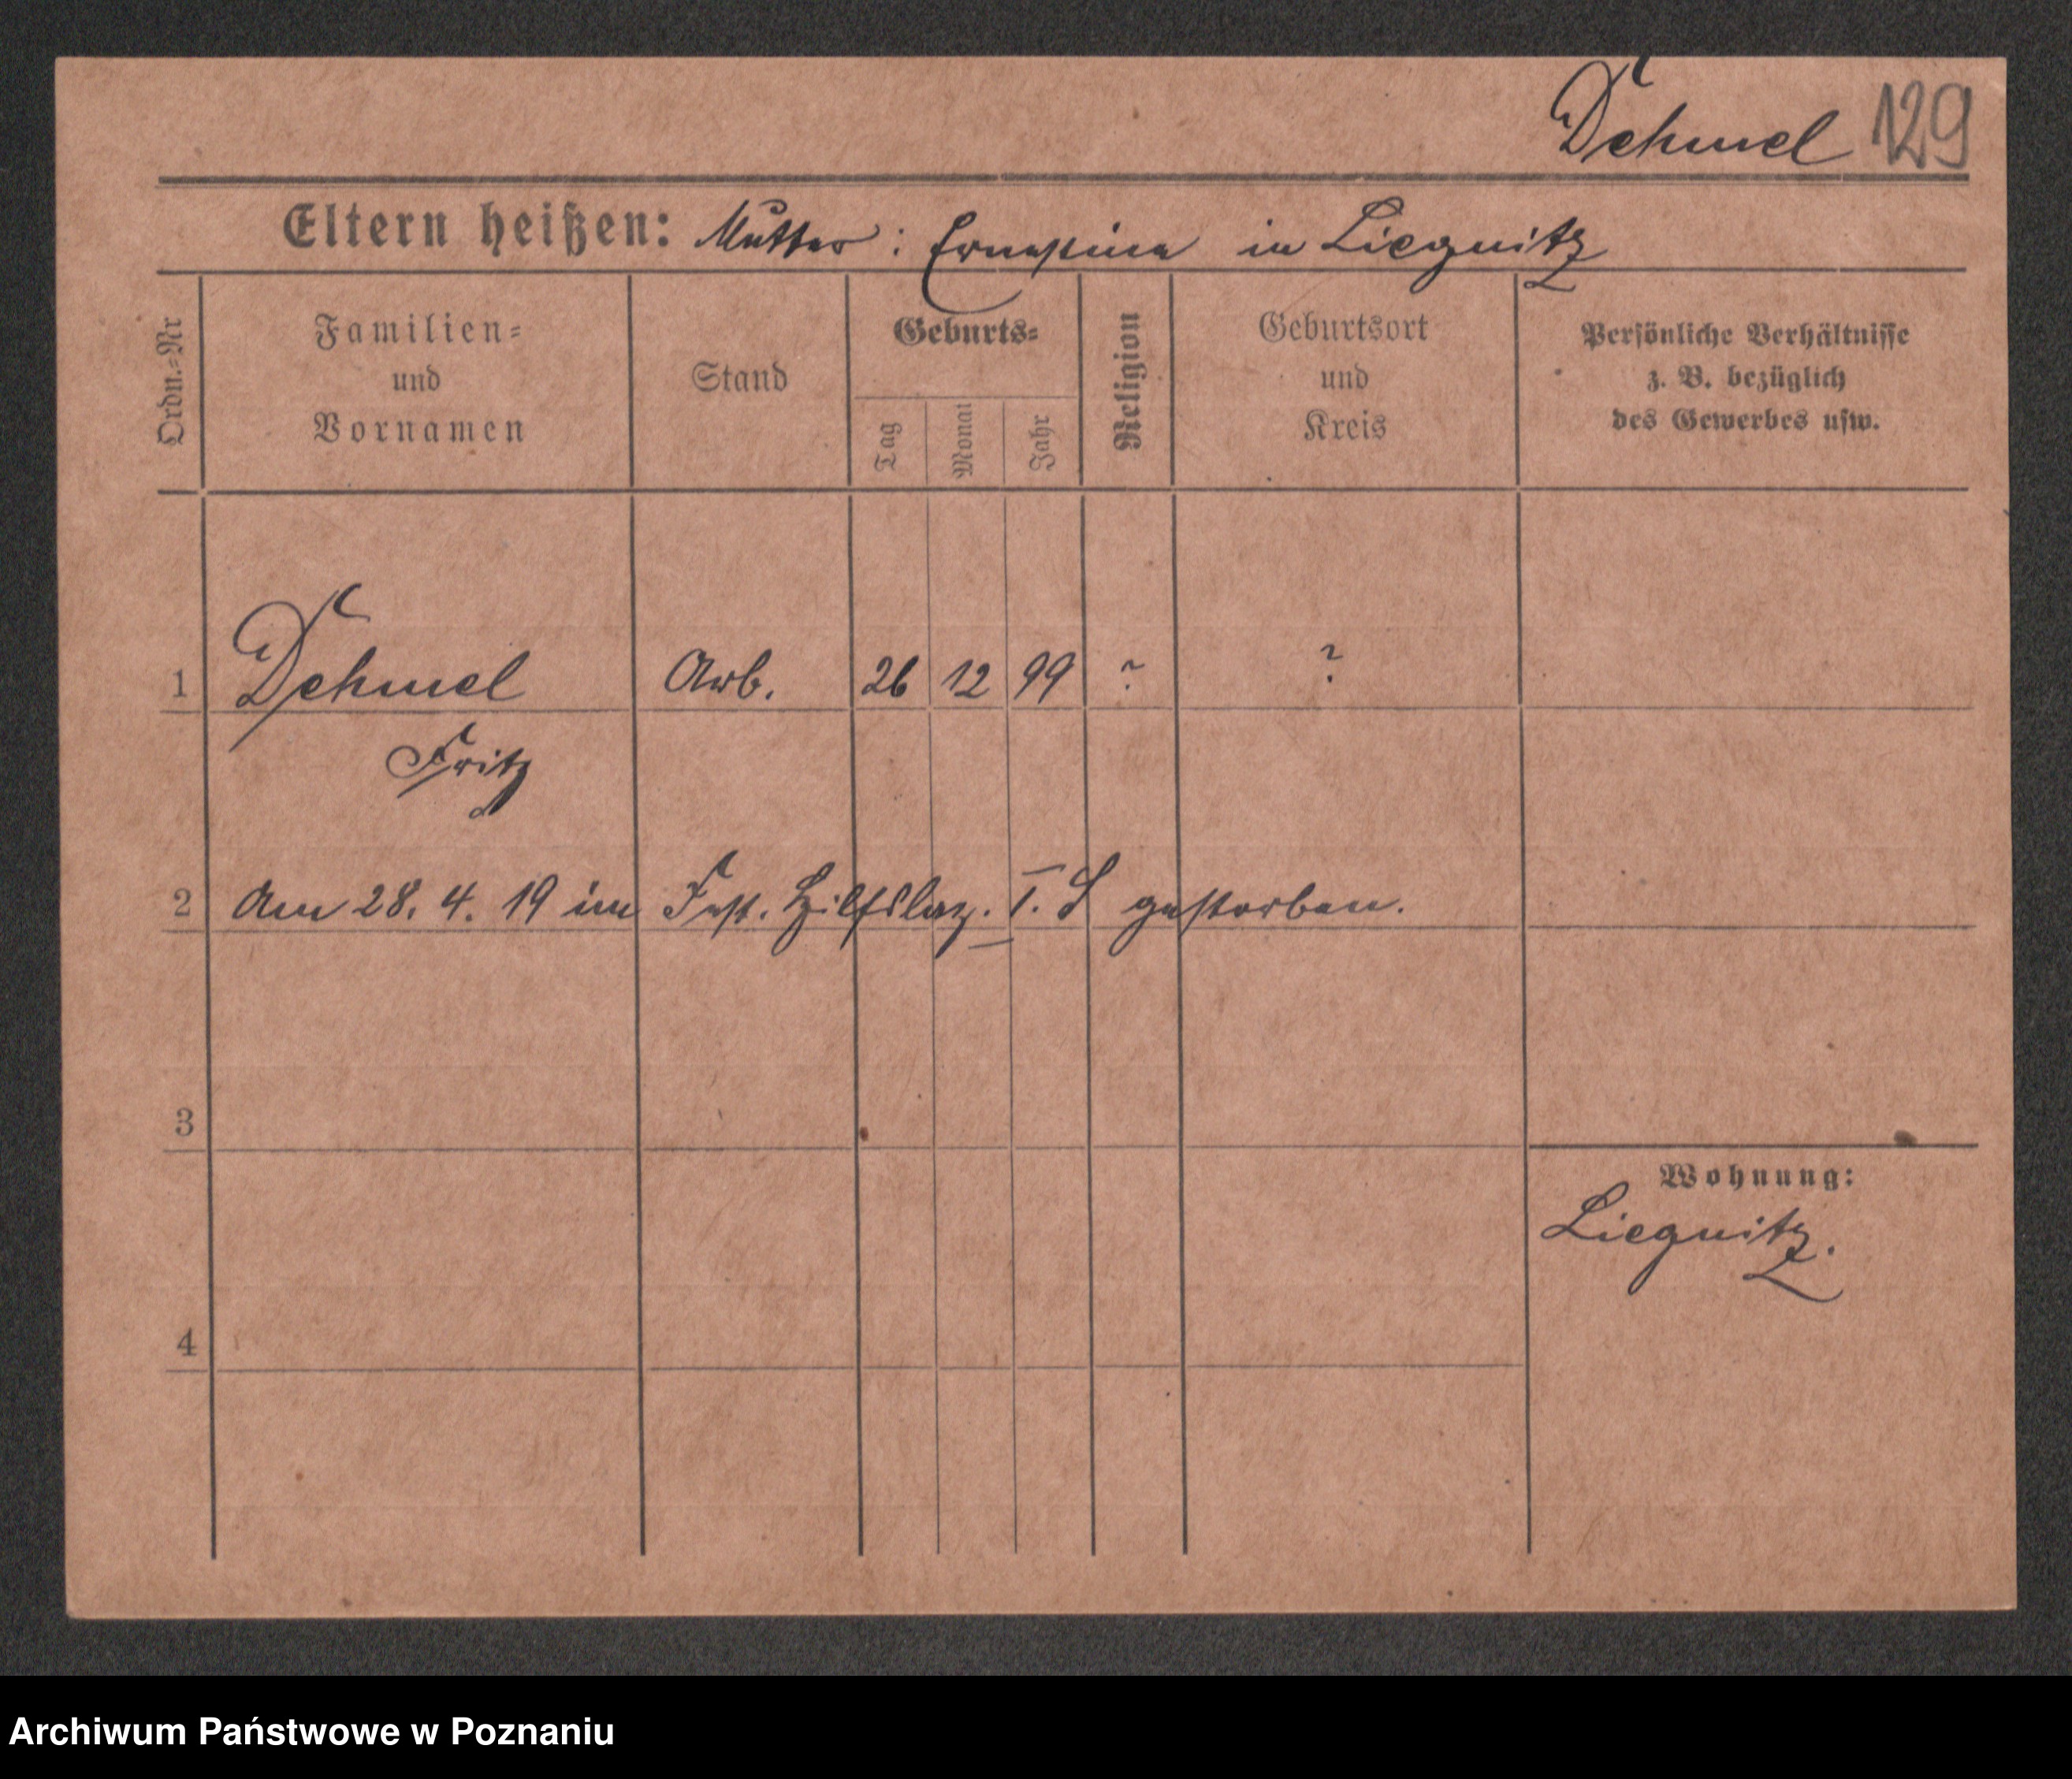 Dehmel 129
Eltern heißen: Mutter: Ernestine in Liegnitz
Ordn.=Nr
Familien=
und
Vornamen
Stand
Geburts=
Tag
Monat
Jahr
Religion
Geburtsort
und
Kreis
Persönliche Verhältnisse
z. B. bezüglich
des Gewerbes usw.
1 Dehmel Arb. 26 12 99 ? ?
Fritz
2 Am 28. 4. 19 im Fest. Hilfslaz. I. gestorben.
3
Wohnung:
Liegnitz.
4
Archiwum Państwowe w Poznaniu